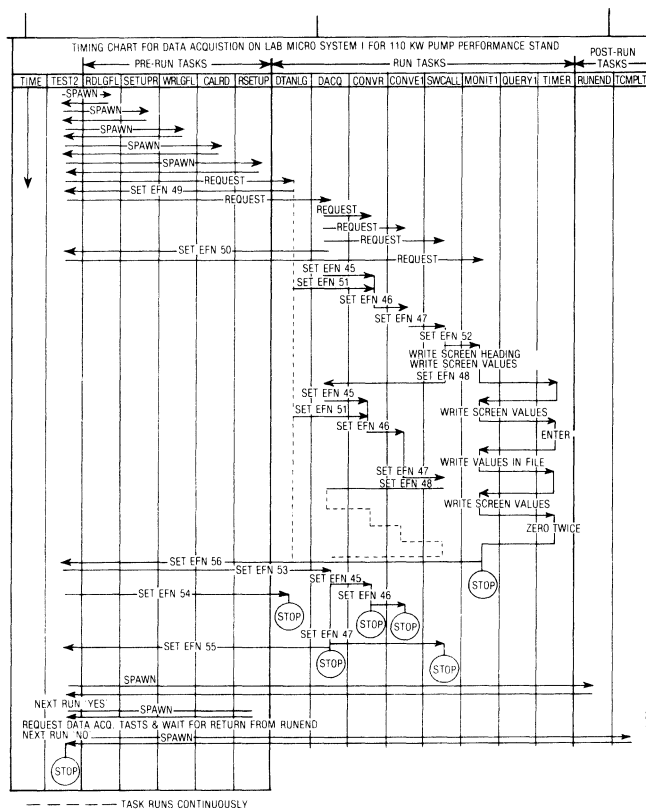 TIMING CHART FOR DATA ACQUISTION ON LAB MICRO SYSTEM I FOR 110 KW PUMP PERFORMANCE STAND
PRE-RUN TASKS
RUN TASKS
POST-RUN
TASKS
TIME TEST2 RDLGFL SETUPR WRLGFL CALRD RSETUP DTANLG DACQ CONVR CONVE1 SWCALL MONIT1 QUERY1 TIMER RUNEND TCMPLT
SPAWN
SPAWN
SPAWN
SPAWN
SPAWN
REQUEST
SET EFN 49
REQUEST
REQUEST
REQUEST
REQUEST
SET EFN 50
REQUEST
SET EFN 45
SET EFN 51
SET EFN 46
SET EFN 47
SET EFN 52
WRITE SCREEN HEADING
WRITE SCREEN VALUES
SET EFN 48
SET EFN 45
SET EFN 51
WRITE SCREEN VALUES
SET EFN 46
ENTER
WRITE VALUES IN FILE
SET EFN 47
SET EFN 48
WRITE SCREEN VALUES
ZERO TWICE
SET EFN 56
SET EFN 53
SET EFN 45
STOP
SET EFN 54
SET EFN 46
STOP
STOP
STOP
SET EFN 47
SET EFN 55
STOP
STOP
SPAWN
NEXT RUN 'YES'
SPAWN
REQUEST DATA ACQ. TASTS & WAIT FOR RETURN FROM RUNEND
NEXT RUN 'NO'
SPAWN
STOP
TASK RUNS CONTINUOUSLY